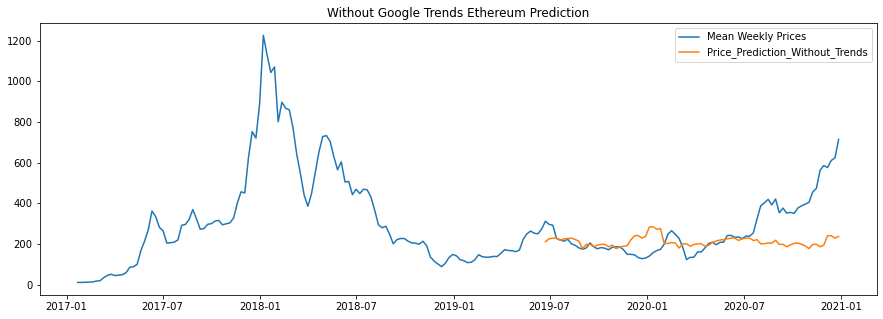 Without Google Trends Ethereum Prediction
Mean Weekly Prices
Price_Prediction_Without_Trends
1200
1000
800
600
400
200
0
2017-01 2017-07 2018-01 2018-07 2019-01 2019-07 2020-01 2020-07 2021-01